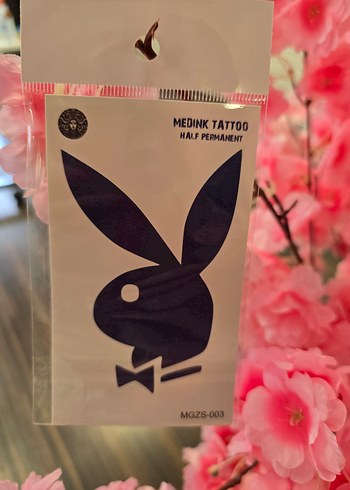 MEDINK TATTOO
HALF PERMANENT
MGZS-003